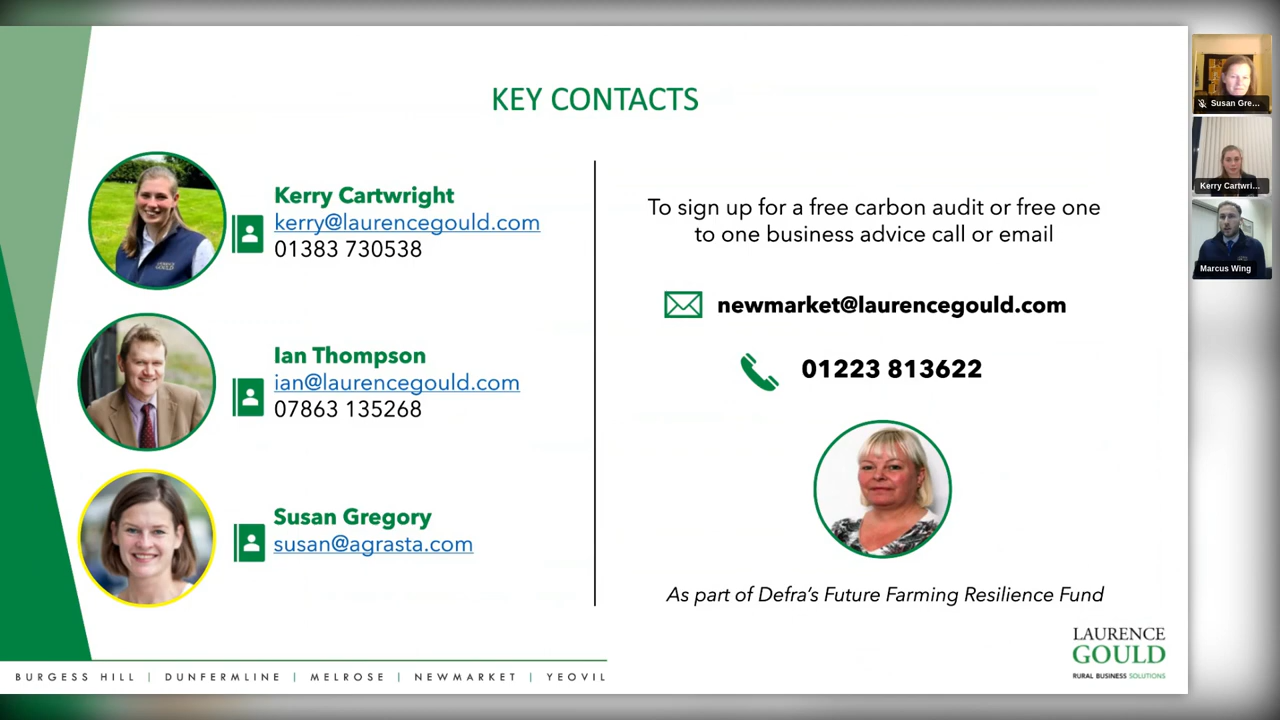 KEY CONTACTS
Kerry Cartwright
kerry@laurencegould.com
01383 730538
Ian Thompson
ian@laurencegould.com
07863 135268
Susan Gregory
susan@agrasta.com
To sign up for a free carbon audit or free one
to one business advice call or email
newmarket@laurencegould.com
01223 813622
As part of Defra's Future Farming Resilience Fund
LAURENCE
GOULD
RURAL BUSINESS SOLUTIONS
BURGESS HILL | DUNFERMLINE | MELROSE | NEWMARKET | YEOVIL
Susan Gre...
Kerry Cartwri...
Marcus Wing